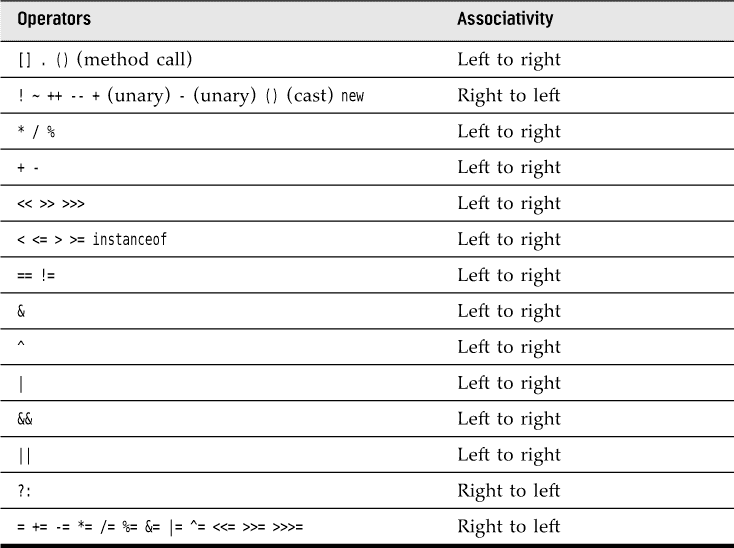 Operators Associativity
[] . () (method call) Left to right
! ~ ++ -- + (unary) - (unary) () (cast) new Right to left
* / % Left to right
+ - Left to right
<< >> >>> Left to right
< <= > >= instanceof Left to right
== != Left to right
& Left to right
^ Left to right
| Left to right
&& Left to right
|| Left to right
?: Right to left
= += -= *= /= %= &= |= ^= <<= >>= >>>= Right to left